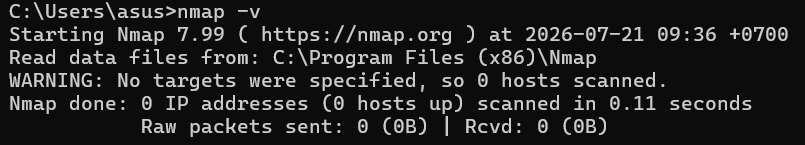 C:\Users\asus>nmap -v
Starting Nmap 7.99 ( https://nmap.org ) at 2026-07-21 09:36 +0700
Read data files from: C:\Program Files (x86)\Nmap
WARNING: No targets were specified, so 0 hosts scanned.
Nmap done: 0 IP addresses (0 hosts up) scanned in 0.11 seconds
           Raw packets sent: 0 (0B) | Rcvd: 0 (0B)